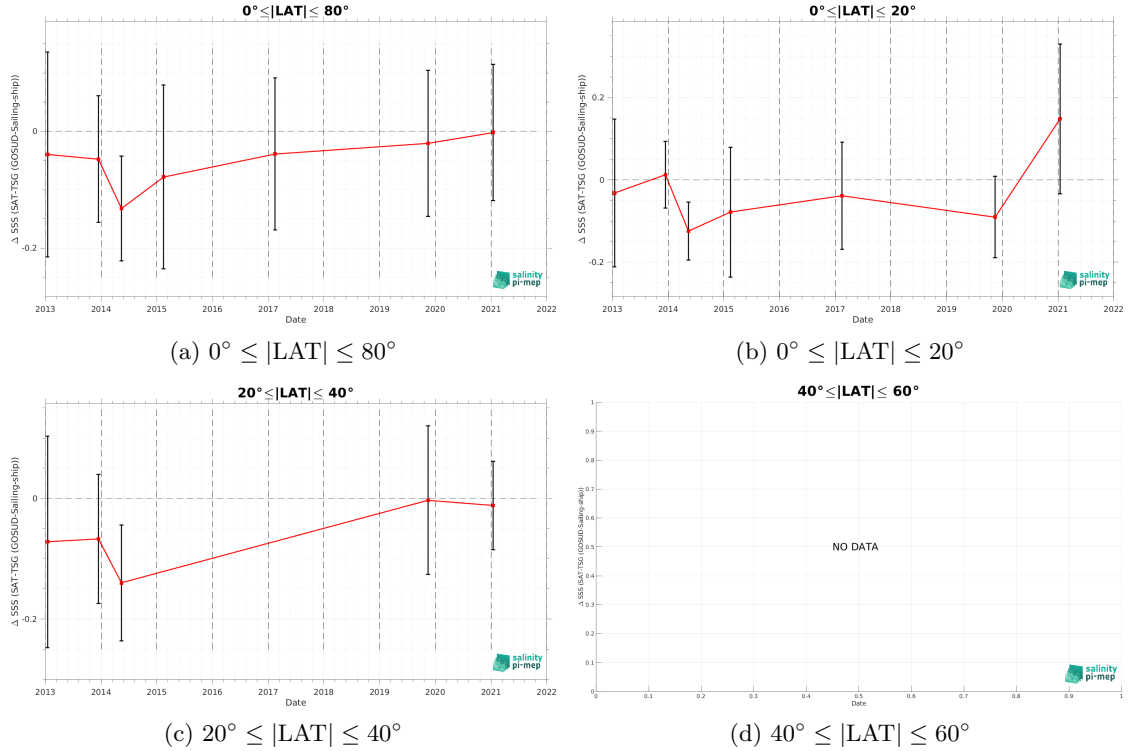 0°≤|LAT|≤ 80°
Δ SSS (SAT-TSG (GOSUD-Sailing-ship))
0
-0.2
2013 2014 2015 2016 2017 2018 2019 2020 2021 2022
Date
salinity
pi-mep
(a) 0° ≤ |LAT| ≤ 80°
0°≤|LAT|≤ 20°
Δ SSS (SAT-TSG (GOSUD-Sailing-ship))
0.2
0
-0.2
2013 2014 2015 2016 2017 2018 2019 2020 2021 2022
Date
salinity
pi-mep
(b) 0° ≤ |LAT| ≤ 20°
20°≤|LAT|≤ 40°
Δ SSS (SAT-TSG (GOSUD-Sailing-ship))
0
-0.2
2013 2014 2015 2016 2017 2018 2019 2020 2021 2022
Date
salinity
pi-mep
(c) 20° ≤ |LAT| ≤ 40°
40°≤|LAT|≤ 60°
Δ SSS (SAT-TSG (GOSUD-Sailing-ship))
1
0.9
0.8
0.7
0.6
0.5
0.4
0.3
0.2
0.1
0
NO DATA
0 0.1 0.2 0.3 0.4 0.5 0.6 0.7 0.8 0.9 1
Date
salinity
pi-mep
(d) 40° ≤ |LAT| ≤ 60°